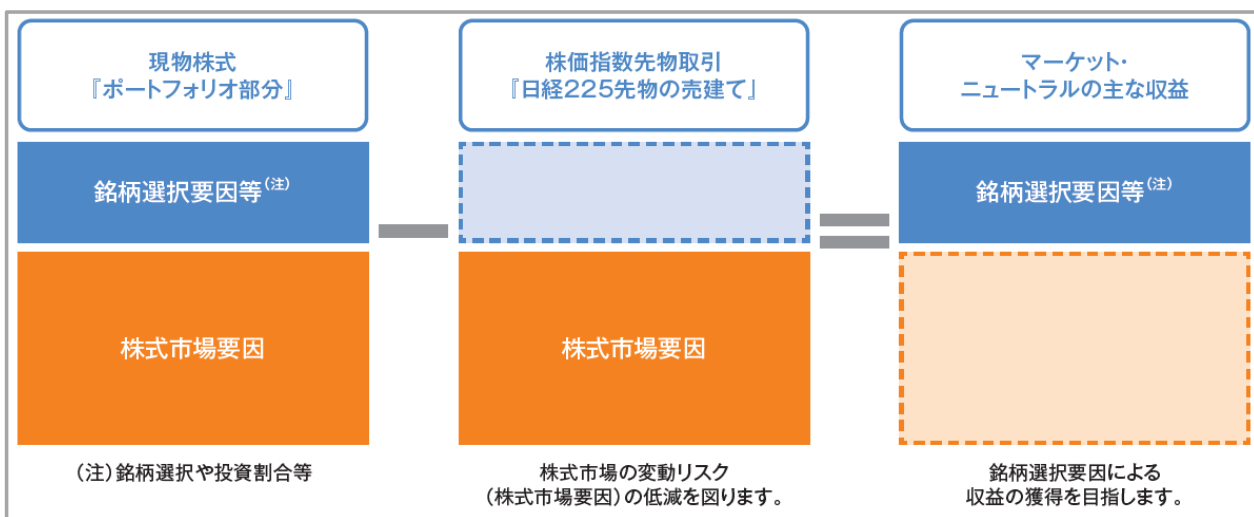 現物株式
『ポートフォリオ部分』
株価指数先物取引
『日経225先物の売建て』
マーケット・
ニュートラルの主な収益
銘柄選択要因等(注)
銘柄選択要因等(注)
株式市場要因
株式市場要因
(注)銘柄選択や投資割合等
株式市場の変動リスク
(株式市場要因)の低減を図ります。
銘柄選択要因による
収益の獲得を目指します。